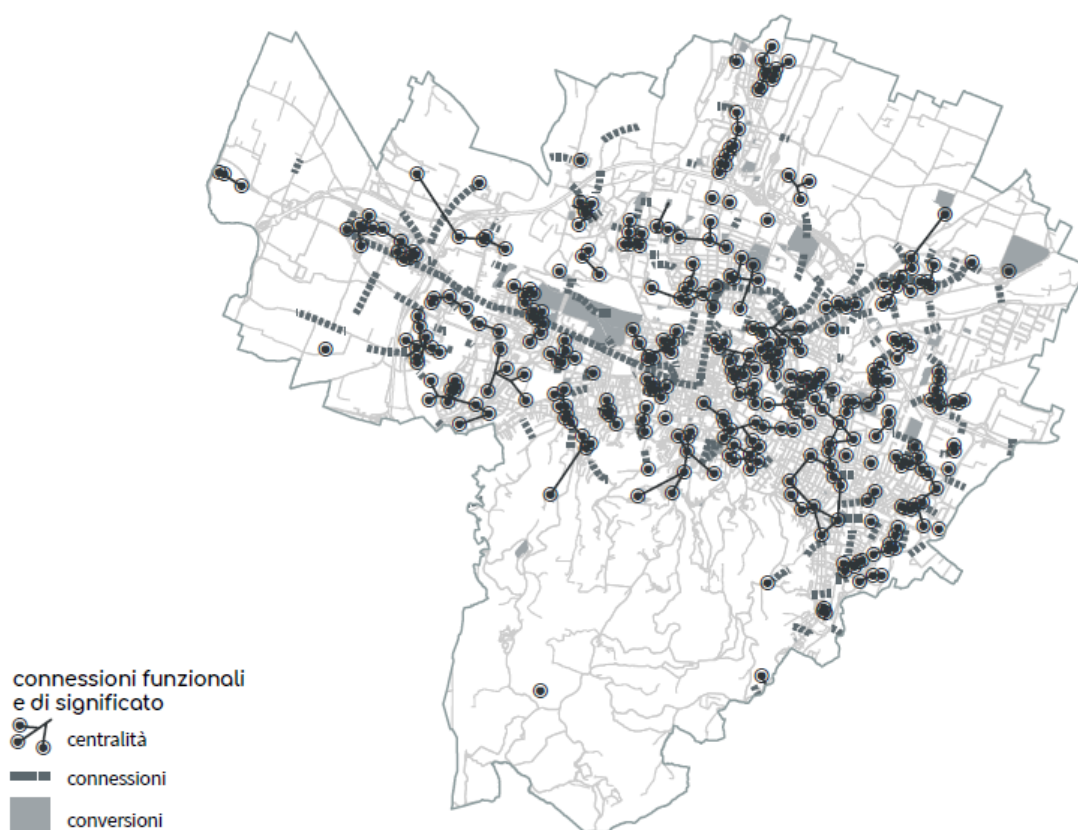 connessioni funzionali
e di significato
centralità
connessioni
conversioni